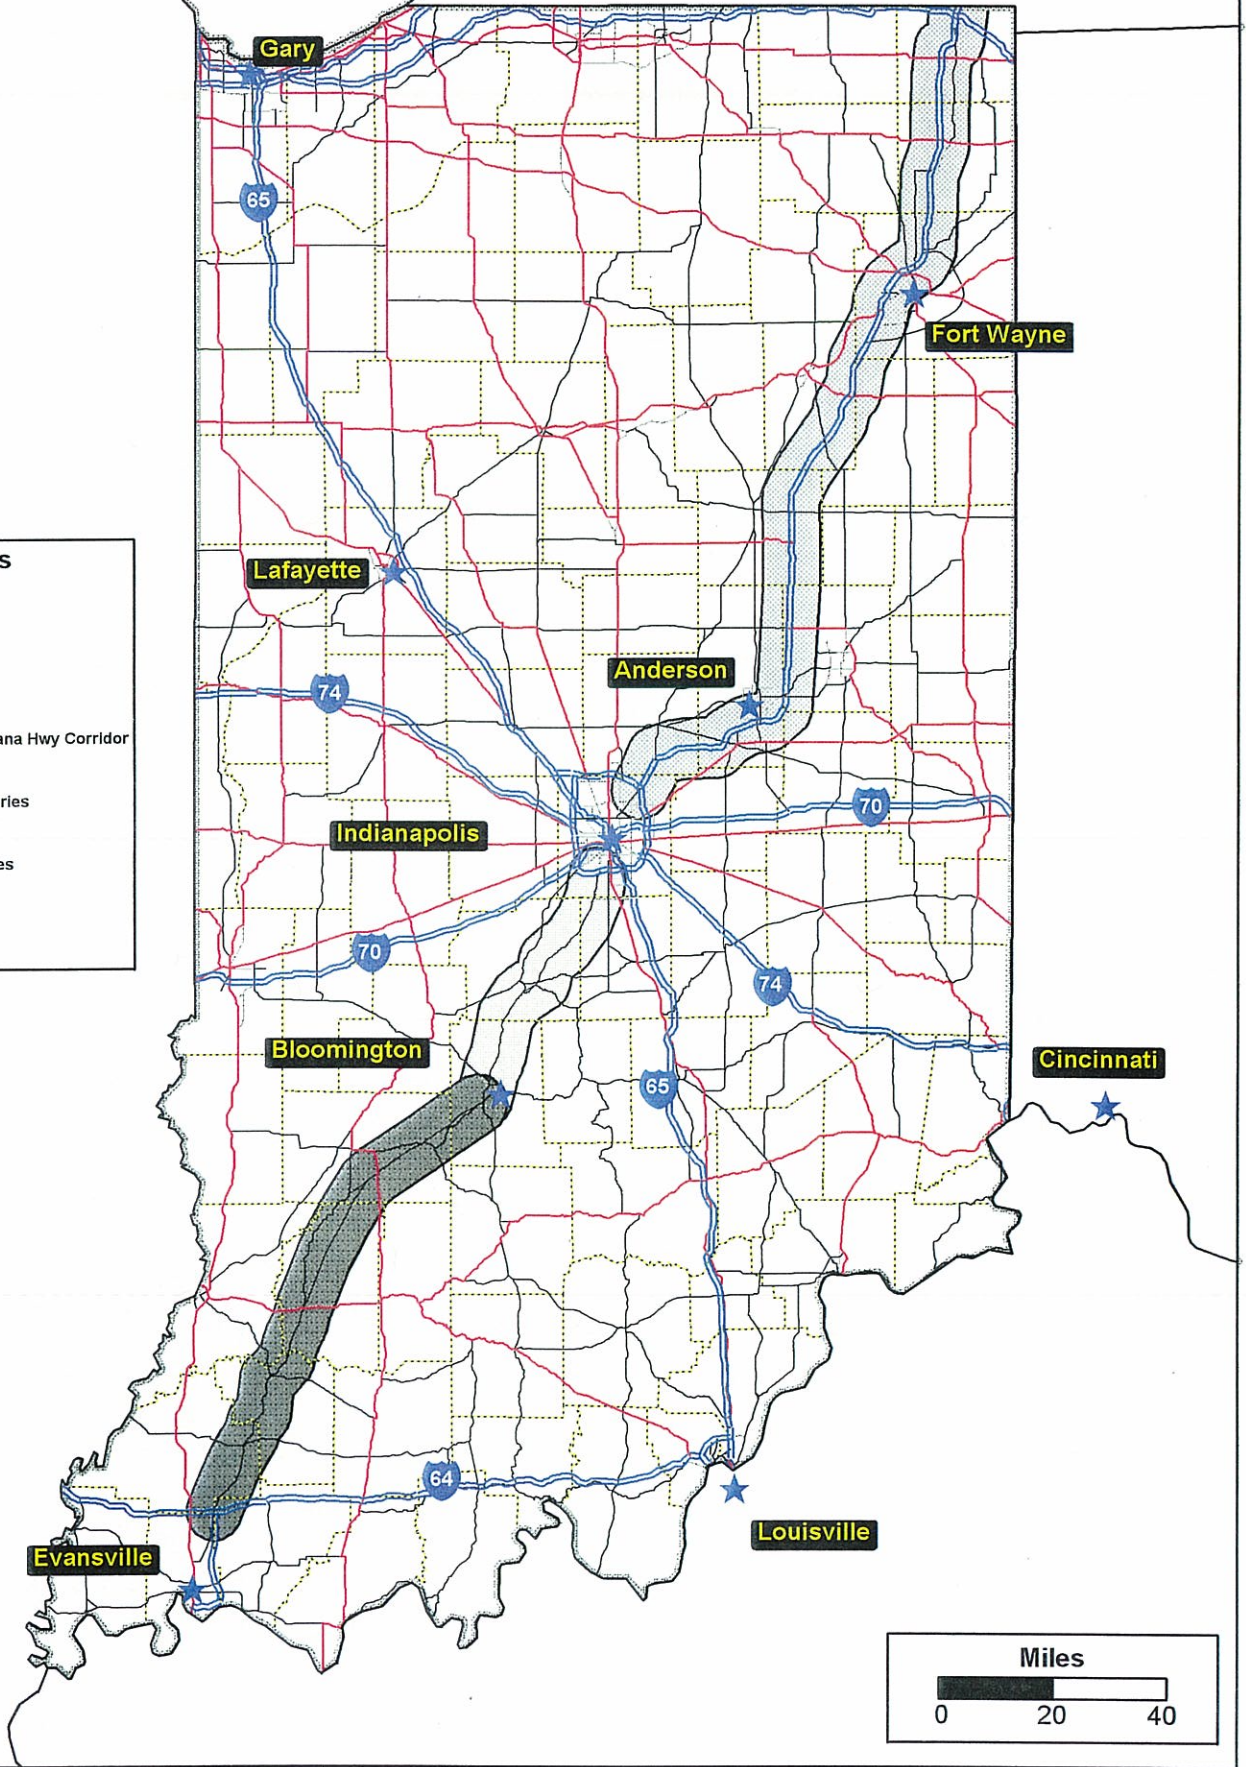 Gary
65
Fort Wayne
s
Lafayette
Anderson
74
ana Hwy Corridor
ries
70
Indianapolis
es
70
74
Bloomington
Cincinnati
65
64
Louisville
Evansville
Miles
0 20 40